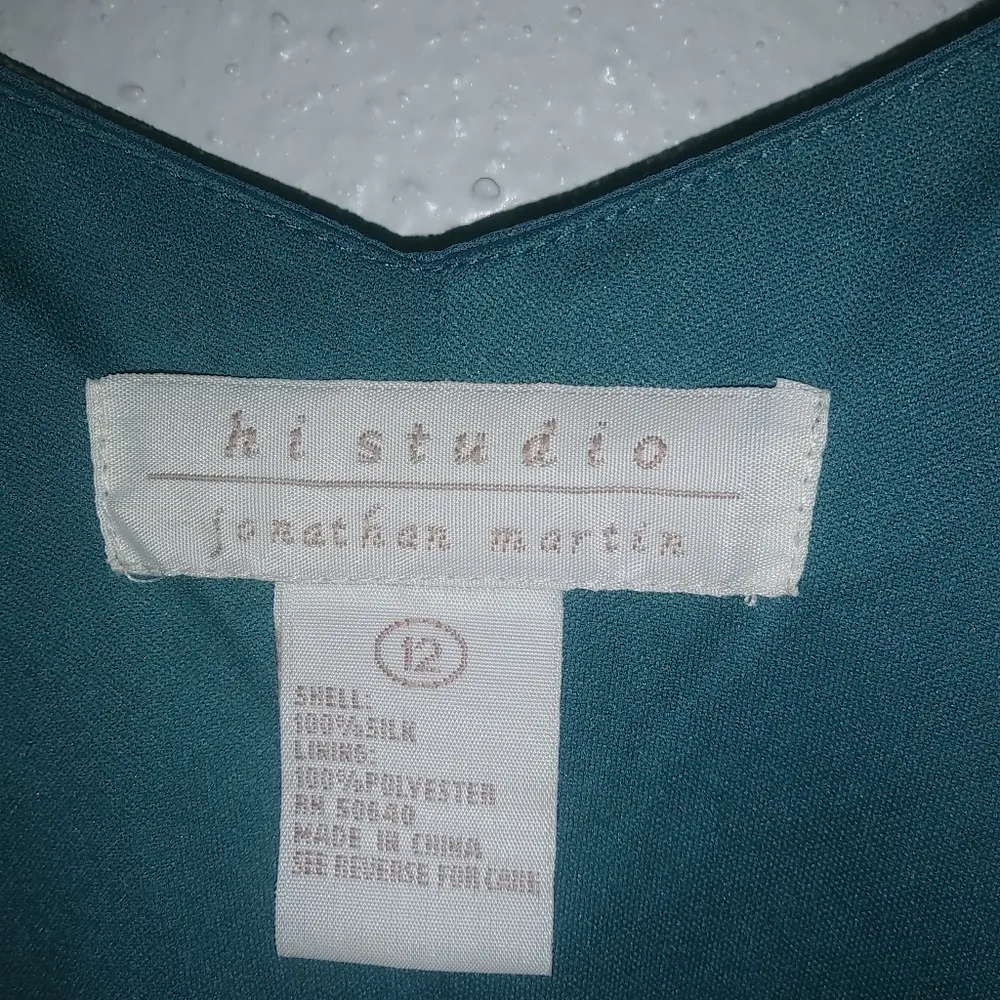 hi studio
jonathan martin
12
SHELL:
100%SILK
LINING:
100%POLYESTER
RN 50640
MADE IN CHINA
SEE REVERSE FOR CARE